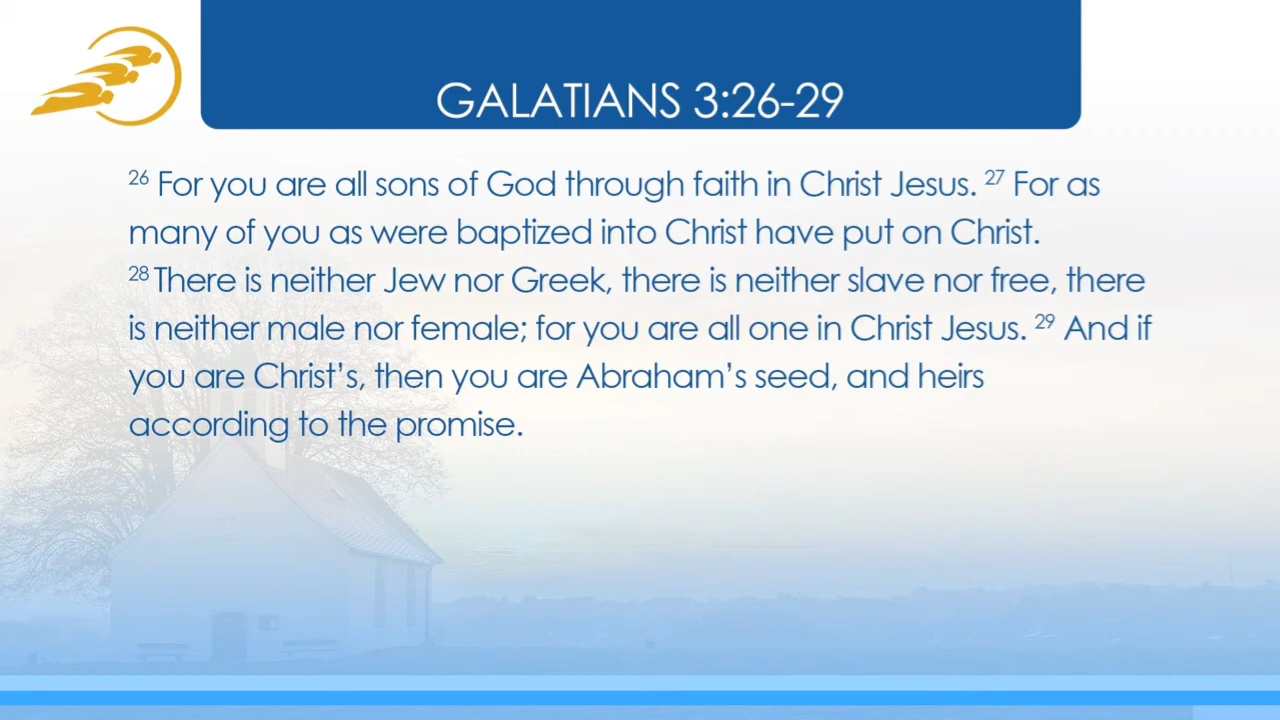 GALATIANS 3:26-29
26 For you are all sons of God through faith in Christ Jesus. 27 For as
many of you as were baptized into Christ have put on Christ.
28 There is neither Jew nor Greek, there is neither slave nor free, there
is neither male nor female; for you are all one in Christ Jesus. 29 And if
you are Christ’s, then you are Abraham’s seed, and heirs
according to the promise.